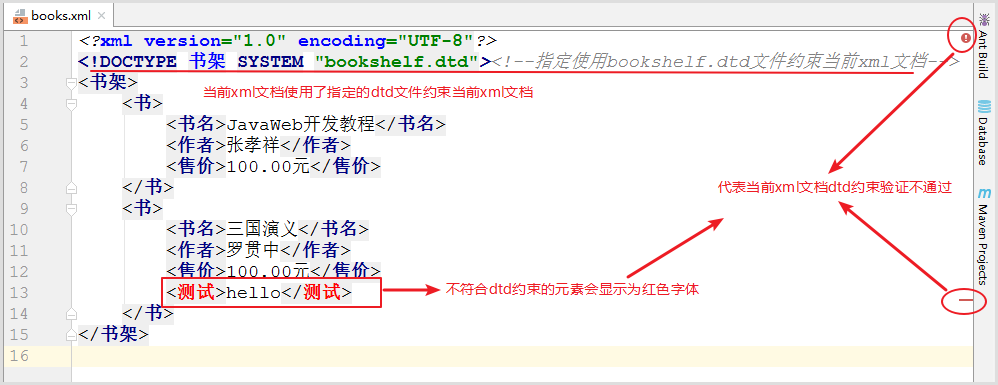 books.xml
1 <?xml version="1.0" encoding="UTF-8"?>
2 <!DOCTYPE 书架 SYSTEM "bookshelf.dtd"><!--指定使用bookshelf.dtd文件约束当前xml文档-->
3 <书架>
当前xml文档使用了指定的dtd文件约束当前xml文档
4 <书>
5 <书名>JavaWeb开发教程</书名>
6 <作者>张孝祥</作者>
7 <售价>100.00元</售价>
8 </书>
代表当前xml文档dtd约束验证不通过
9 <书>
10 <书名>三国演义</书名>
11 <作者>罗贯中</作者>
12 <售价>100.00元</售价>
13 <测试>hello</测试>
不符合dtd约束的元素会显示为红色字体
14 </书>
15 </书架>
16
Ant Build
Database
m Maven Projects